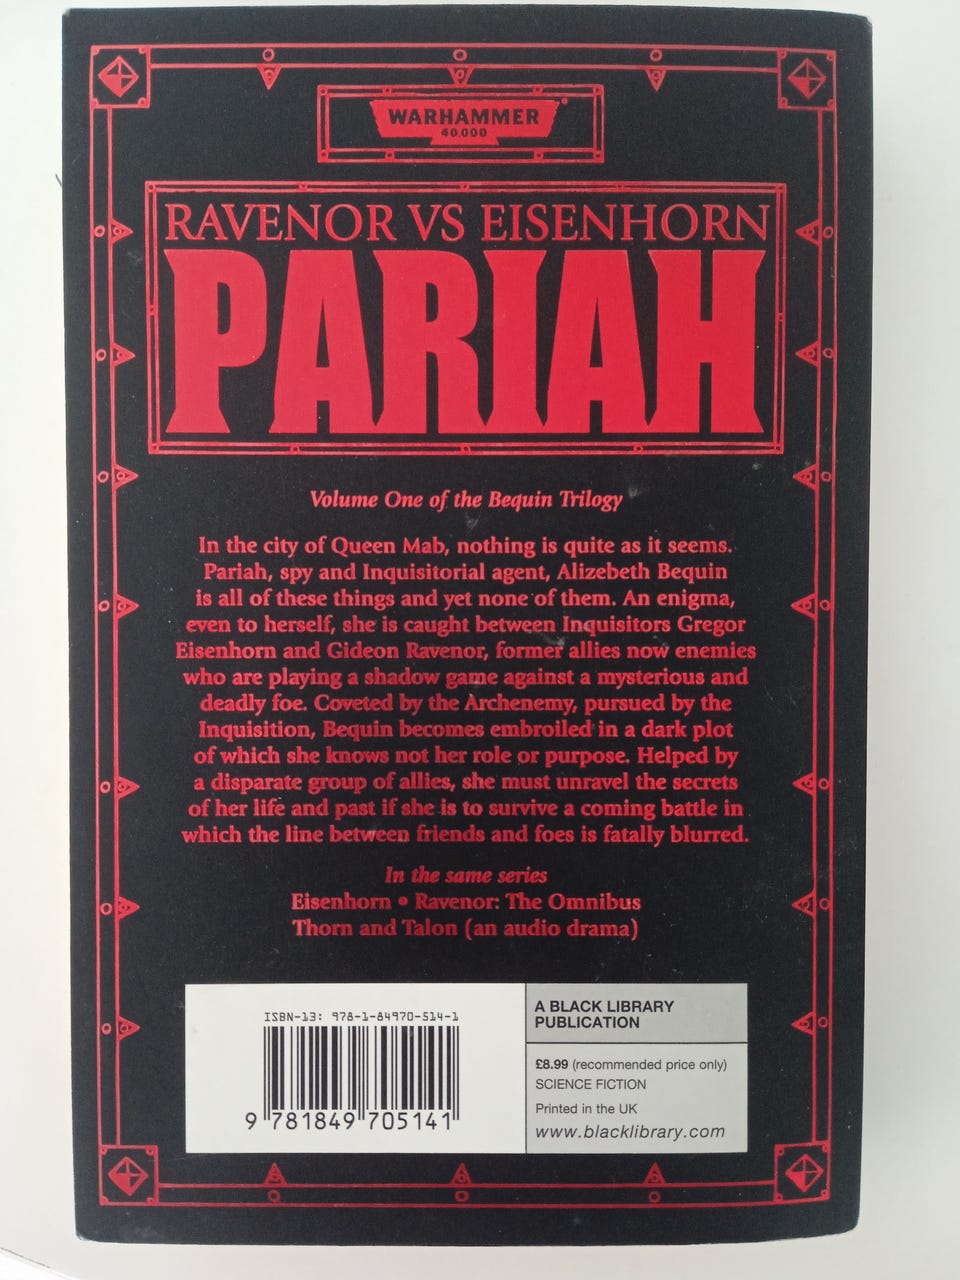 WARHAMMER
40,000
RAVENOR VS EISENHORN
PARIAH
Volume One of the Bequin Trilogy
In the city of Queen Mab, nothing is quite as it seems.
Pariah, spy and Inquisitorial agent, Alizebeth Bequin
is all of these things and yet none of them. An enigma,
even to herself, she is caught between Inquisitors Gregor
Eisenhorn and Gideon Ravenor, former allies now enemies
who are playing a shadow game against a mysterious and
deadly foe. Coveted by the Archenemy, pursued by the
Inquisition, Bequin becomes embroiled in a dark plot
of which she knows not her role or purpose. Helped by
a disparate group of allies, she must unravel the secrets
of her life and past if she is to survive a coming battle in
which the line between friends and foes is fatally blurred.
In the same series
Eisenhorn • Ravenor: The Omnibus
Thorn and Talon (an audio drama)
ISBN-13: 978-1-84970-514-1
9 781849 705141
A BLACK LIBRARY
PUBLICATION
£8.99 (recommended price only)
SCIENCE FICTION
Printed in the UK
www.blacklibrary.com